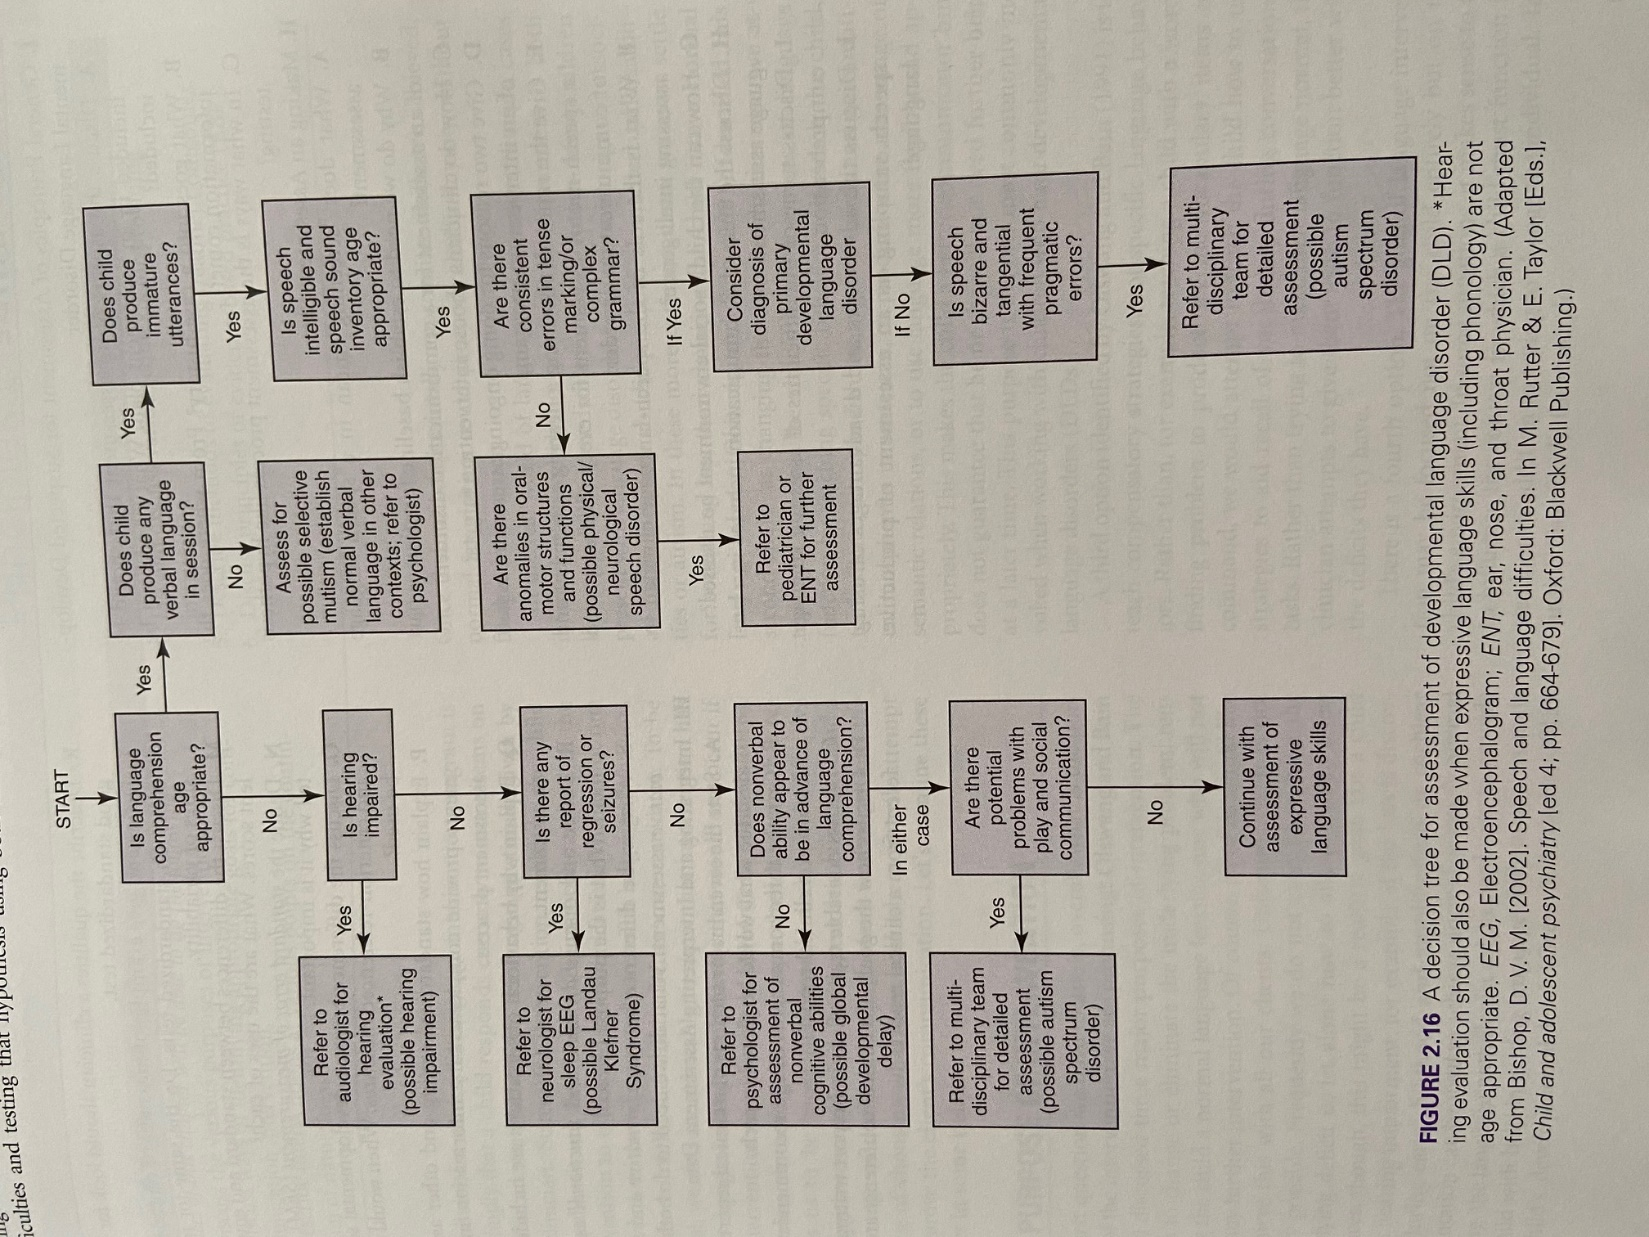 iculties and testing that hypothesis using
START
Is language
comprehension
age
appropriate?
Yes
Does child
produce any
verbal language
in session?
Yes
Does child
produce
immature
utterances?
No
No
Yes
Is hearing
impaired?
Assess for
possible selective
mutism (establish
normal verbal
language in other
contexts; refer to
psychologist)
Is speech
intelligible and
speech sound
inventory age
appropriate?
Yes
Refer to
audiologist for
hearing
evaluation*
(possible hearing
impairment)
No
Yes
Is there any
report of
regression or
seizures?
Are there
anomalies in oral-
motor structures
and functions
(possible physical/
neurological
speech disorder)
No
Are there
consistent
errors in tense
marking/or
complex
grammar?
Yes
Refer to
neurologist for
sleep EEG
(possible Landau
Klefner
Syndrome)
No
Yes
If Yes
Does nonverbal
ability appear to
be in advance of
language
comprehension?
Refer to
pediatrician or
ENT for further
assessment
Consider
diagnosis of
primary
developmental
language
disorder
No
Refer to
psychologist for
assessment of
nonverbal
cognitive abilities
(possible global
developmental
delay)
In either
case
If No
Are there
potential
problems with
play and social
communication?
Is speech
bizarre and
tangential
with frequent
pragmatic
errors?
Yes
Refer to multi-
disciplinary team
for detailed
assessment
(possible autism
spectrum
disorder)
No
Yes
Continue with
assessment of
expressive
language skills
Refer to multi-
disciplinary
team for
detailed
assessment
(possible
autism
spectrum
disorder)
FIGURE 2.16 A decision tree for assessment of developmental language disorder (DLD). *Hear-
ing evaluation should also be made when expressive language skills (including phonology) are not
age appropriate. EEG, Electroencephalogram; ENT, ear, nose, and throat physician. (Adapted
from Bishop, D. V. M. [2002]. Speech and language difficulties. In M. Rutter & E. Taylor [Eds.],
Child and adolescent psychiatry [ed 4; pp. 664-679]. Oxford: Blackwell Publishing.)